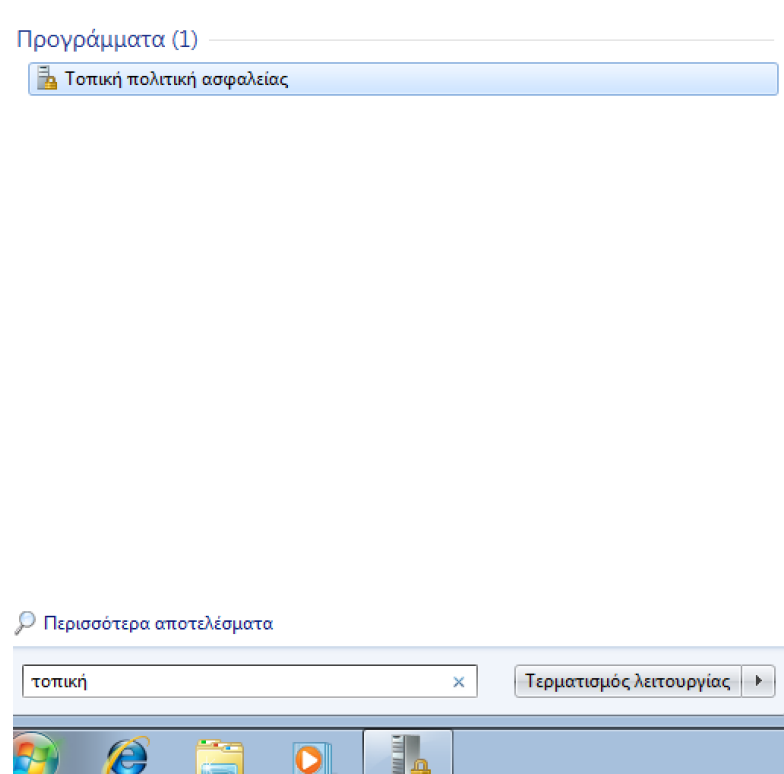 Προγράμματα (1)
Τοπική πολιτική ασφαλείας
Περισσότερα αποτελέσματα
τοπική
Τερματισμός λειτουργίας